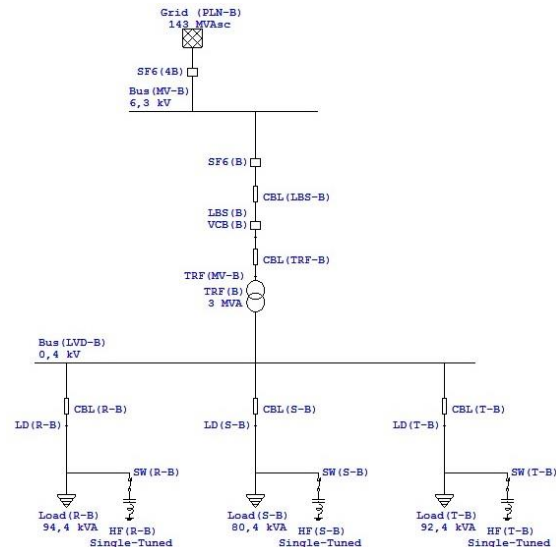 Grid (PLN-B)
143 MVAsc
SF6(4B)
Bus(MV-B)
6,3 kV
SF6(B)
CBL(LBS-B)
LBS(B)
VCB(B)
CBL(TRF-B)
TRF(MV-B)
TRF(B)
3 MVA
Bus(LVD-B)
0,4 kV
CBL(R-B) CBL(S-B) CBL(T-B)
LD(R-B) LD(S-B) LD(T-B)
SW(R-B) SW(S-B) SW(T-B)
Load(R-B) Load(S-B) Load(T-B)
94,4 kVA 80,4 kVA 92,4 kVA
HF(R-B) HF(S-B) HF(T-B)
Single-Tuned Single-Tuned Single-Tuned